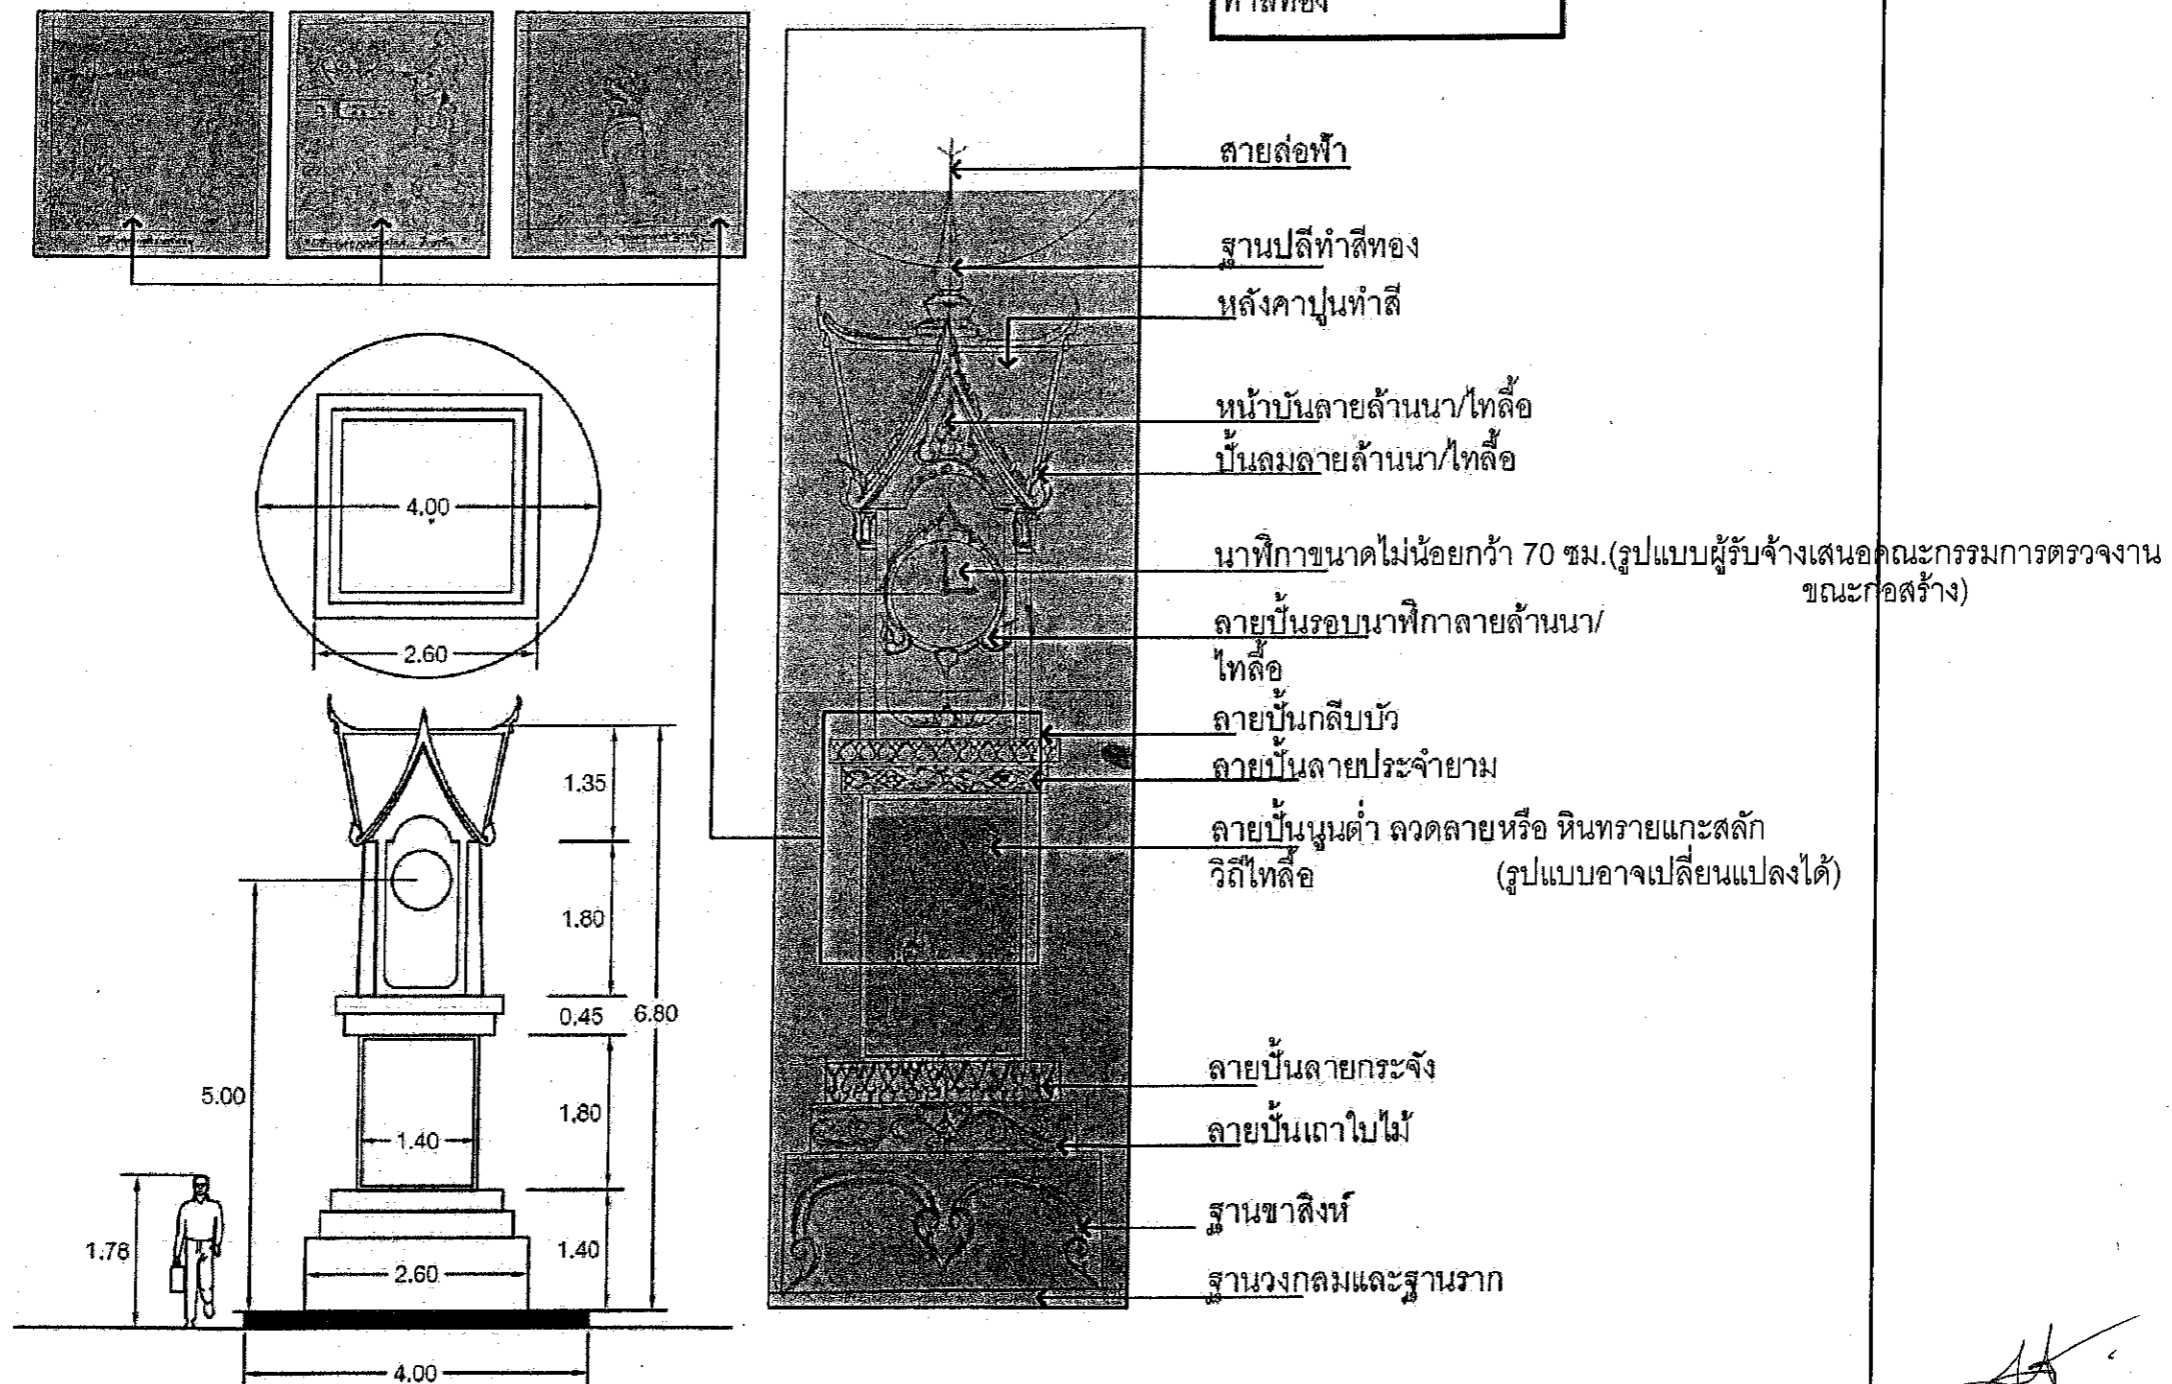 ทาสีทอง
สายล่อฟ้า
ฐานปลีทำสีทอง
หลังคาปูนทำสี
หน้าบันลายล้านนา/ไทลื้อ
ปั้นลมลายล้านนา/ไทลื้อ
นาฬิกาขนาดไม่น้อยกว่า 70 ซม.(รูปแบบผู้รับจ้างเสนอคณะกรรมการตรวจงาน
ขณะก่อสร้าง)
ลายปั้นรอบนาฬิกาลายล้านนา/
ไทลื้อ
ลายปั้นกลีบบัว
ลายปั้นลายประจำยาม
ลายปั้นนูนต่ำ ลวดลายหรือ หินทรายแกะสลัก
วิถีไทลื้อ (รูปแบบอาจเปลี่ยนแปลงได้)
ลายปั้นลายกระจัง
ลายปั้นเถาใบไม้
ฐานขาสิงห์
ฐานวงกลมและฐานราก
4.00
2.60
1.35
1.80
0.45
6.80
5.00
1.80
1.40
1.78
1.40
2.60
4.00